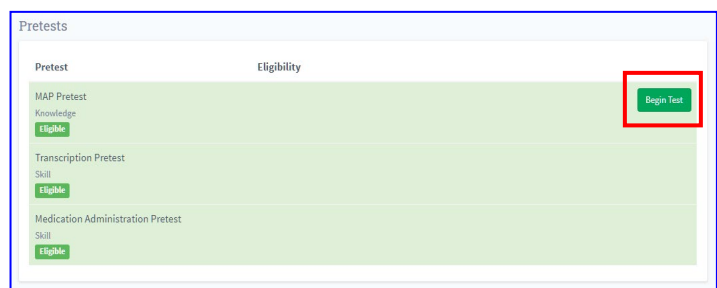 Pretests
Pretest Eligibility
MAP Pretest
Begin Test
Knowledge
Eligible
Transcription Pretest
Skill
Eligible
Medication Administration Pretest
Skill
Eligible